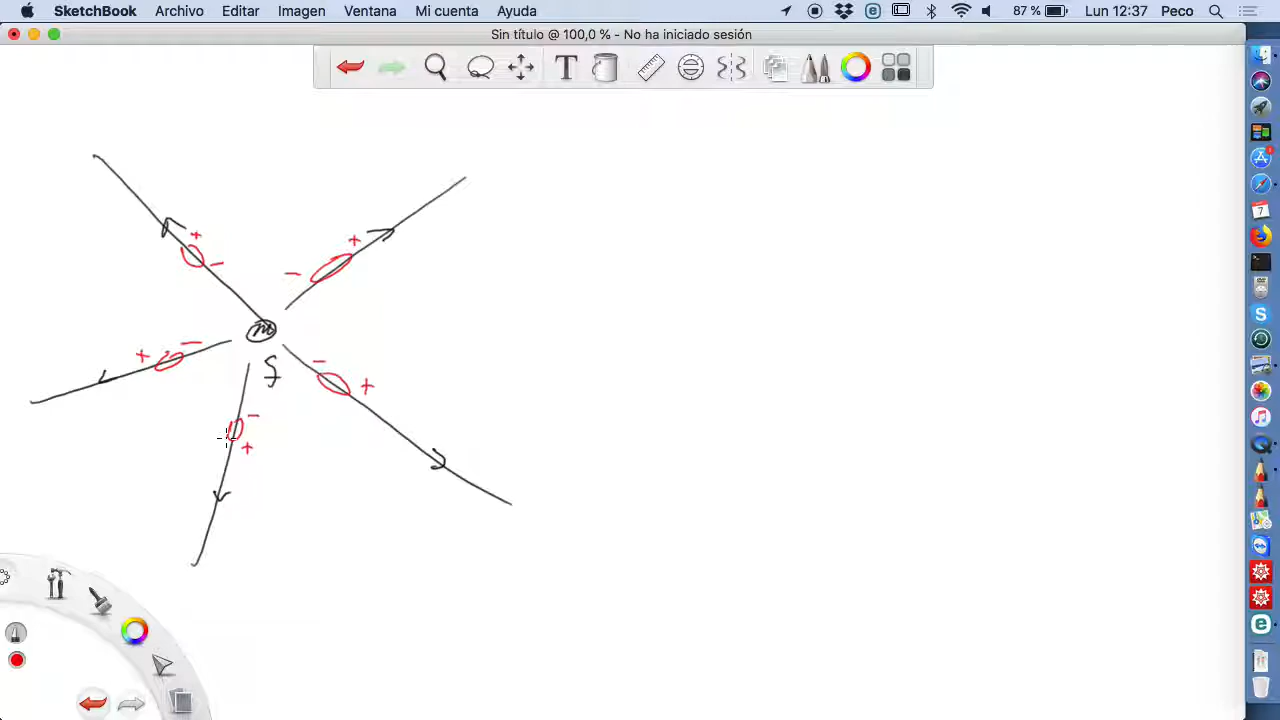 SketchBook Archivo Editar Imagen Ventana Mi cuenta Ayuda 87 % Lun 12:37 Peco
Sin título @ 100,0 % - No ha iniciado sesión
T
+
-
+
-
m
+ -
- +
-
+